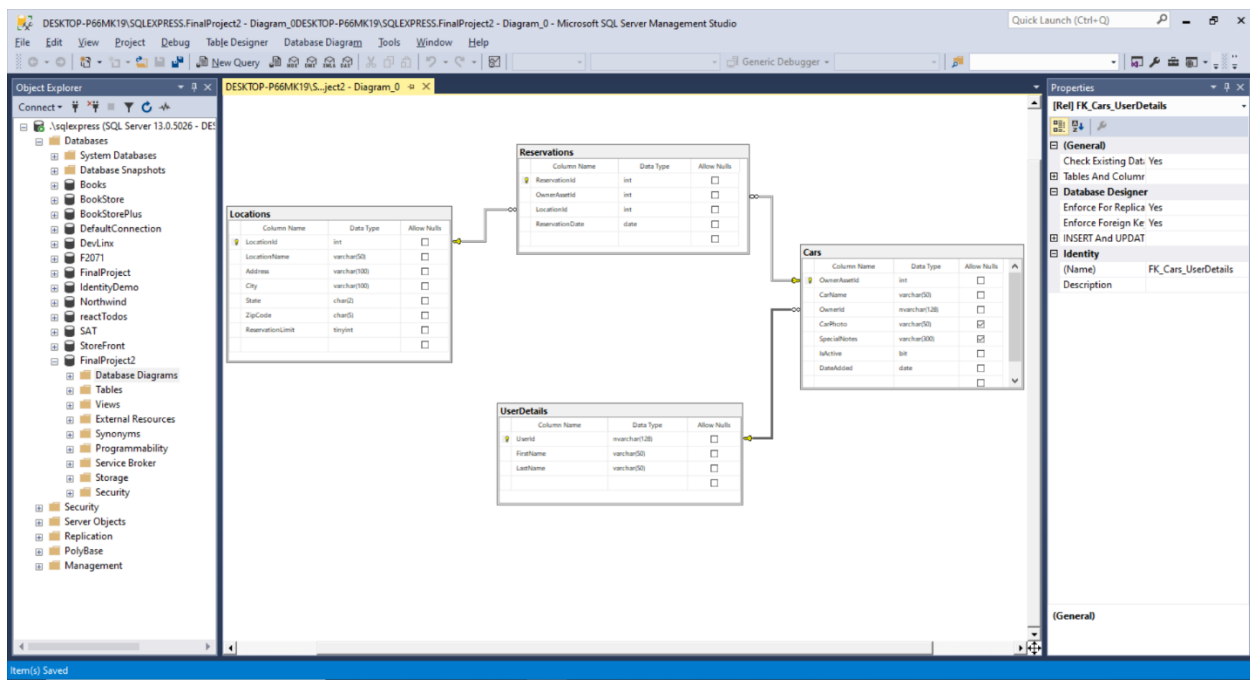 DESKTOP-P66MK19\SQLEXPRESS.FinalProject2 - Diagram_0DESKTOP-P66MK19\SQLEXPRESS.FinalProject2 - Diagram_0 - Microsoft SQL Server Management Studio
Quick Launch (Ctrl+Q)
File Edit View Project Debug Table Designer Database Diagram Tools Window Help
New Query
Generic Debugger
Object Explorer
Connect
.\sqlexpress (SQL Server 13.0.5026 - DES
Databases
System Databases
Database Snapshots
Books
BookStore
BookStorePlus
DefaultConnection
DevLinx
F2071
FinalProject
IdentityDemo
Northwind
reactTodos
SAT
StoreFront
FinalProject2
Database Diagrams
Tables
Views
External Resources
Synonyms
Programmability
Service Broker
Storage
Security
Security
Server Objects
Replication
PolyBase
Management
DESKTOP-P66MK19\S...ject2 - Diagram_0
Reservations
Column Name Data Type Allow Nulls
ReservationId int
OwnerAssetId int
LocationId int
ReservationDate date
Locations
Column Name Data Type Allow Nulls
LocationId int
LocationName varchar(50)
Address varchar(100)
City varchar(100)
State char(2)
ZipCode char(5)
ReservationLimit tinyint
Cars
Column Name Data Type Allow Nulls
OwnerAssetId int
CarName varchar(50)
OwnerId nvarchar(128)
CarPhoto varchar(50)
SpecialNotes varchar(300)
IsActive bit
DateAdded date
UserDetails
Column Name Data Type Allow Nulls
UserId nvarchar(128)
FirstName varchar(50)
LastName varchar(50)
Properties
[Rel] FK_Cars_UserDetails
(General)
Check Existing Dat Yes
Tables And Columr
Database Designer
Enforce For Replica Yes
Enforce Foreign Ke Yes
INSERT And UPDAT
Identity
(Name) FK_Cars_UserDetails
Description
(General)
Item(s) Saved